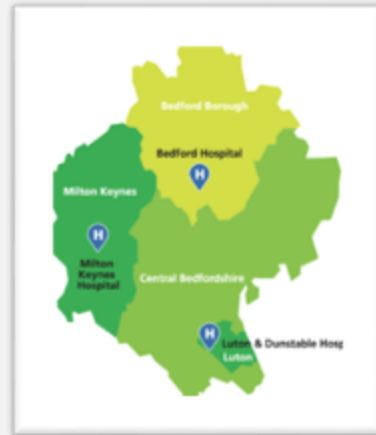 Bedford Borough
Bedford Hospital
H
Milton Keynes
H
Milton
Keynes
Hospital
Central Bedfordshire
H
Luton & Dunstable Hosp
Luton